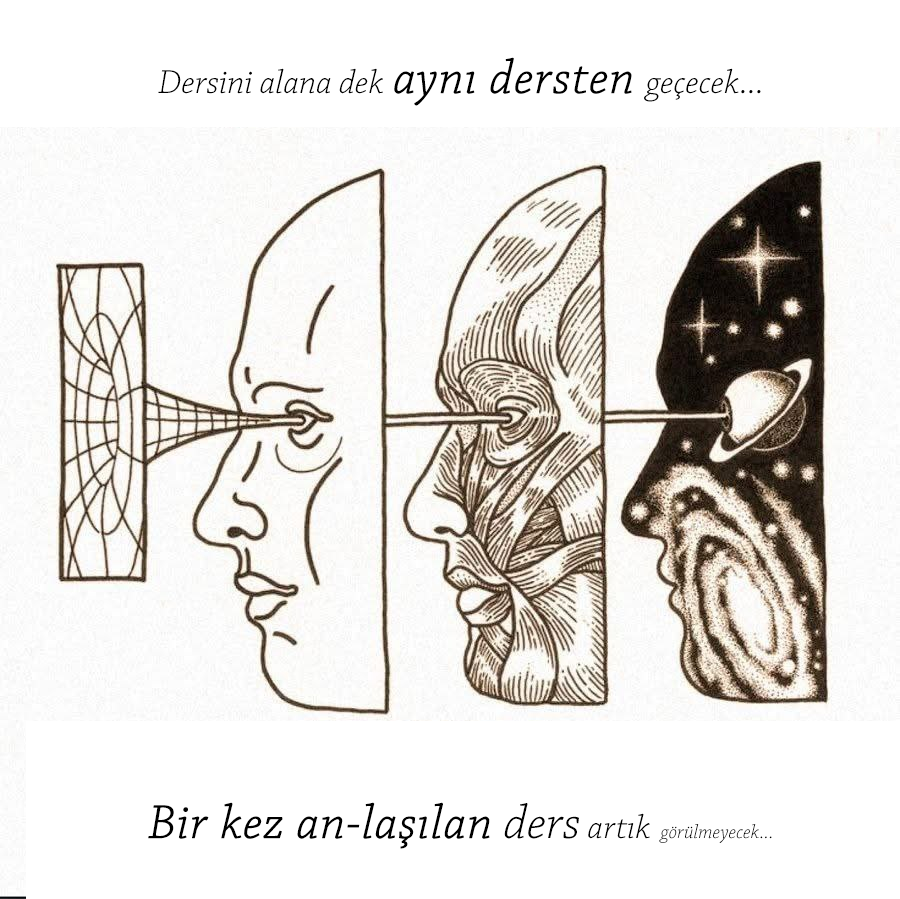 Dersini alana dek aynı dersten geçecek...
Bir kez an-laşılan ders artık görülmeyecek...